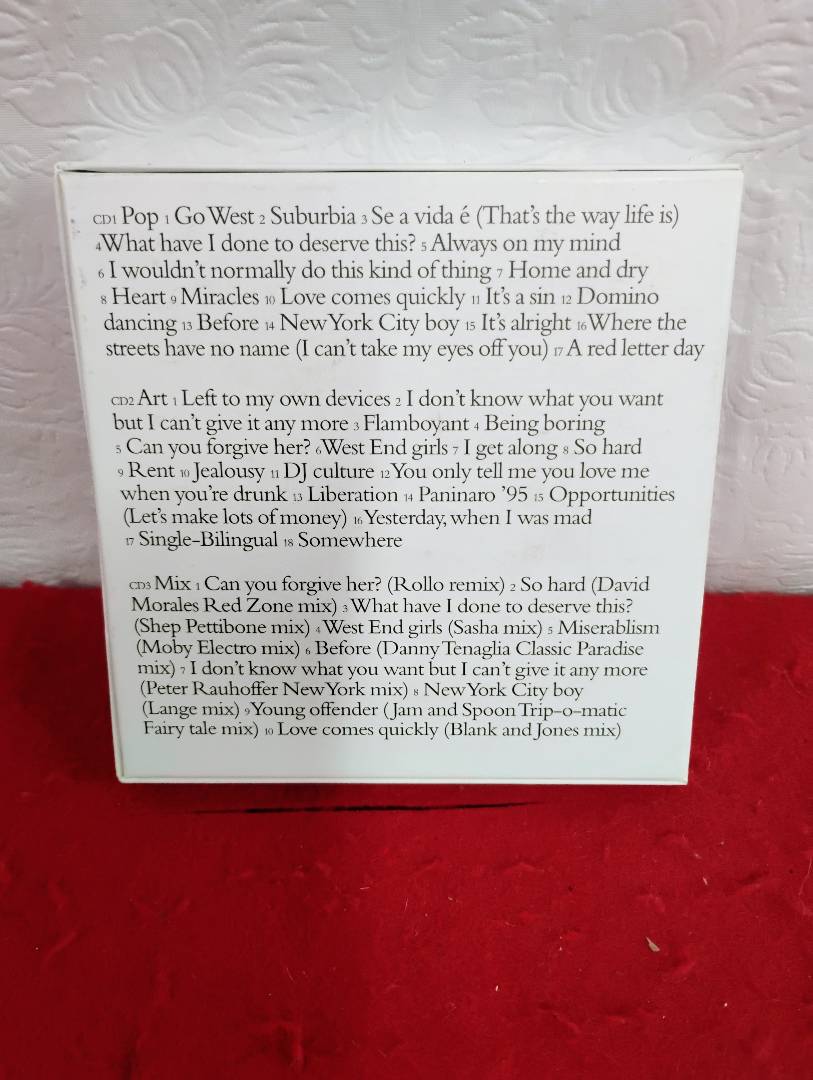 CD1 Pop 1 Go West 2 Suburbia 3 Se a vida é (That's the way life is)
4 What have I done to deserve this? 5 Always on my mind
6 I wouldn't normally do this kind of thing 7 Home and dry
8 Heart 9 Miracles 10 Love comes quickly 11 It's a sin 12 Domino
dancing 13 Before 14 New York City boy 15 It's alright 16 Where the
streets have no name (I can't take my eyes off you) 17 A red letter day
CD2 Art 1 Left to my own devices 2 I don't know what you want
but I can't give it any more 3 Flamboyant 4 Being boring
5 Can you forgive her? 6 West End girls 7 I get along 8 So hard
9 Rent 10 Jealousy 11 DJ culture 12 You only tell me you love me
when you're drunk 13 Liberation 14 Paninaro '95 15 Opportunities
(Let's make lots of money) 16 Yesterday, when I was mad
17 Single-Bilingual 18 Somewhere
CD3 Mix 1 Can you forgive her? (Rollo remix) 2 So hard (David
Morales Red Zone mix) 3 What have I done to deserve this?
(Shep Pettibone mix) 4 West End girls (Sasha mix) 5 Miserablism
(Moby Electro mix) 6 Before (Danny Tenaglia Classic Paradise
mix) 7 I don't know what you want but I can't give it any more
(Peter Rauhoffer New York mix) 8 New York City boy
(Lange mix) 9 Young offender (Jam and Spoon Trip-o-matic
Fairy tale mix) 10 Love comes quickly (Blank and Jones mix)